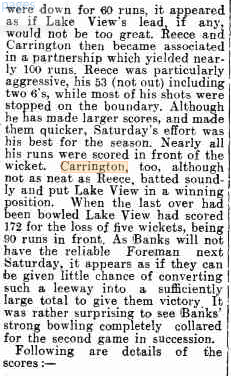 were down for 60 runs, it appeared
as if Lake View's lead, if any,
would not be too great. Reece and
Carrington then became associated
in a partnership which yielded near-
ly 100 runs. Reece was particularly
aggressive, his 53 (not out) including
two 6's, while most of his shots were
stopped on the boundary. Although
he has made larger scores, and made
them quicker, Saturday's effort was
his best for the season. Nearly all
his runs were scored in front of the
wicket. Carrington, too, although
not as neat as Reece, batted sound-
ly and put Lake View in a winning
position. When the last over had
been bowled Lake View had scored
172 for the loss of five wickets, being
90 runs in front. As Banks will not
have the reliable Foreman next
Saturday, it appears as if they can
be given little chance of converting
such a leeway into a sufficiently
large total to give them victory. It
was rather surprising to see Banks'
strong bowling completely collared
for the second game in succession.
Following are details of the
scores:—